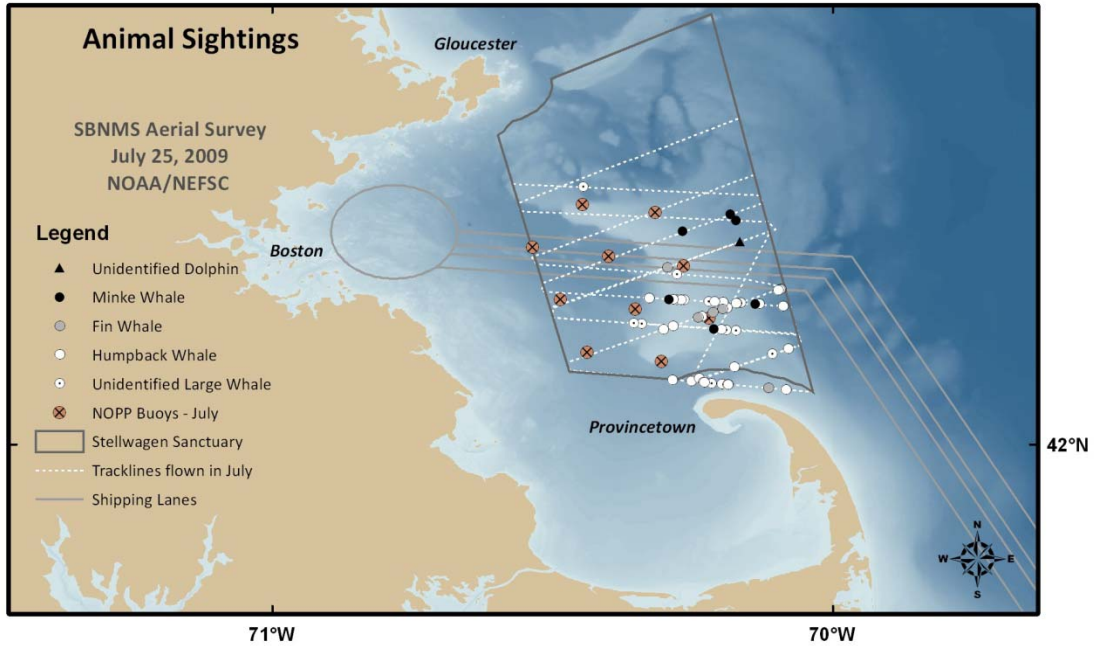 Animal Sightings
Gloucester
SBNMS Aerial Survey
July 25, 2009
NOAA/NEFSC
Legend
Boston
Unidentified Dolphin
Minke Whale
Fin Whale
Humpback Whale
Unidentified Large Whale
NOPP Buoys - July
Stellwagen Sanctuary
Tracklines flown in July
Shipping Lanes
Provincetown
42°N
N
W
E
S
71°W
70°W